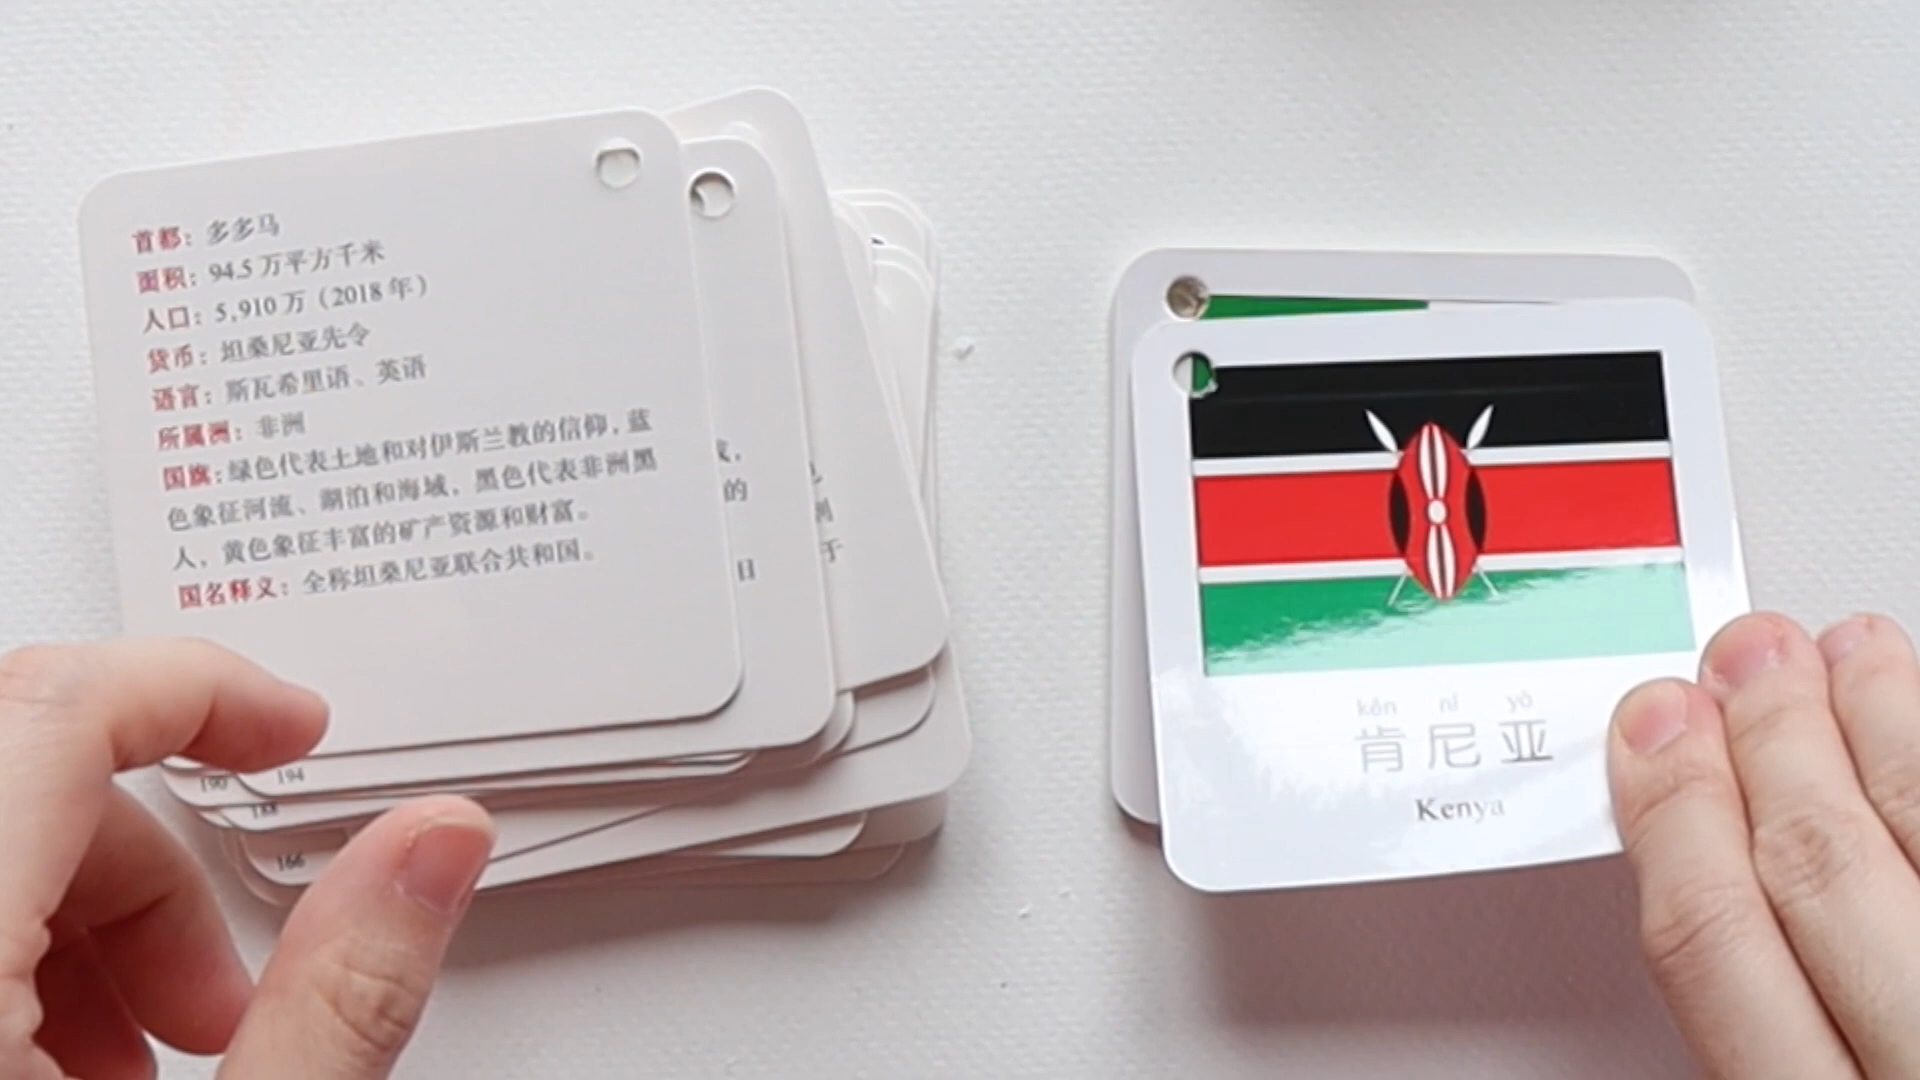 首都：多多马
面积：94.5 万平方千米
人口：5,910 万（2018 年）
货币：坦桑尼亚先令
语言：斯瓦希里语、英语
所属洲：非洲
国旗：绿色代表土地和对伊斯兰教的信仰，蓝
色象征河流、湖泊和海域，黑色代表非洲黑
人，黄色象征丰富的矿产资源和财富。
国名释义：全称坦桑尼亚联合共和国。
194
190
188
166
的
日
于
kěn ní yà
肯尼亚
Kenya